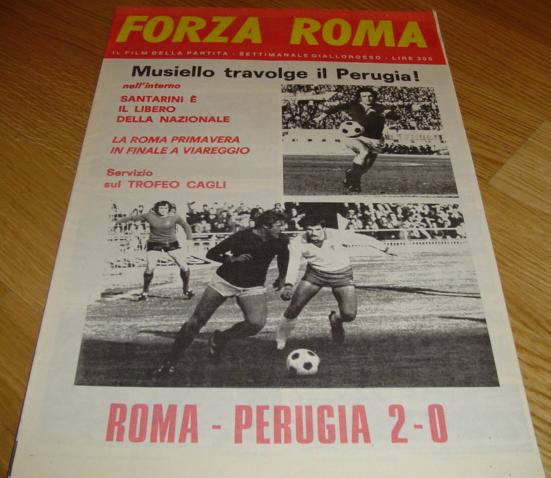 FORZA ROMA
IL FILM DELLA PARTITA - SETTIMANALE GIALLOROSSO - LIRE 200
Musiello travolge il Perugia!
nell'interno
SANTARINI È
IL LIBERO
DELLA NAZIONALE
LA ROMA PRIMAVERA
IN FINALE A VIAREGGIO
Servizio
sul TROFEO CAGLI
ROMA - PERUGIA 2-0